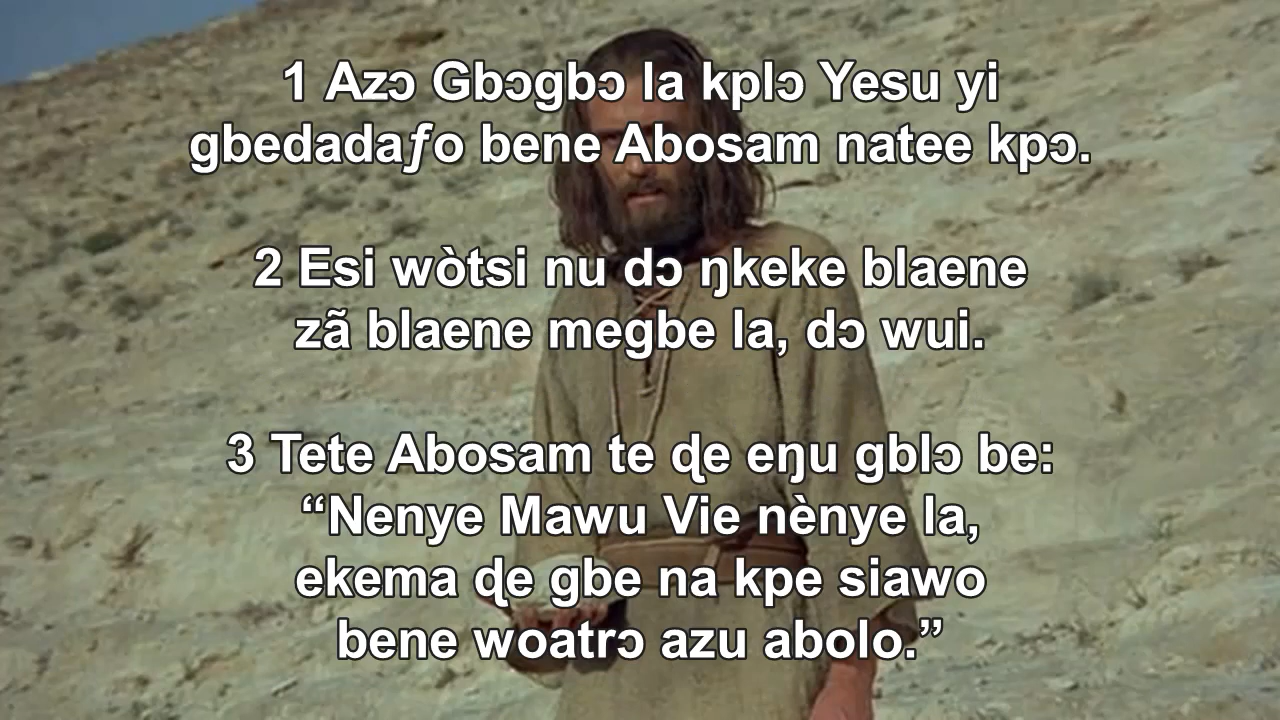 1 Azɔ Gbɔgbɔ la kplɔ Yesu yi
gbedadaƒo bene Abosam natee kpɔ.
2 Esi wòtsi nu dɔ ŋkeke blaene
zã blaene megbe la, dɔ wui.
3 Tete Abosam te ɖe eŋu gblɔ be:
“Nenye Mawu Vie nènye la,
ekema ɖe gbe na kpe siawo
bene woatrɔ azu abolo.”